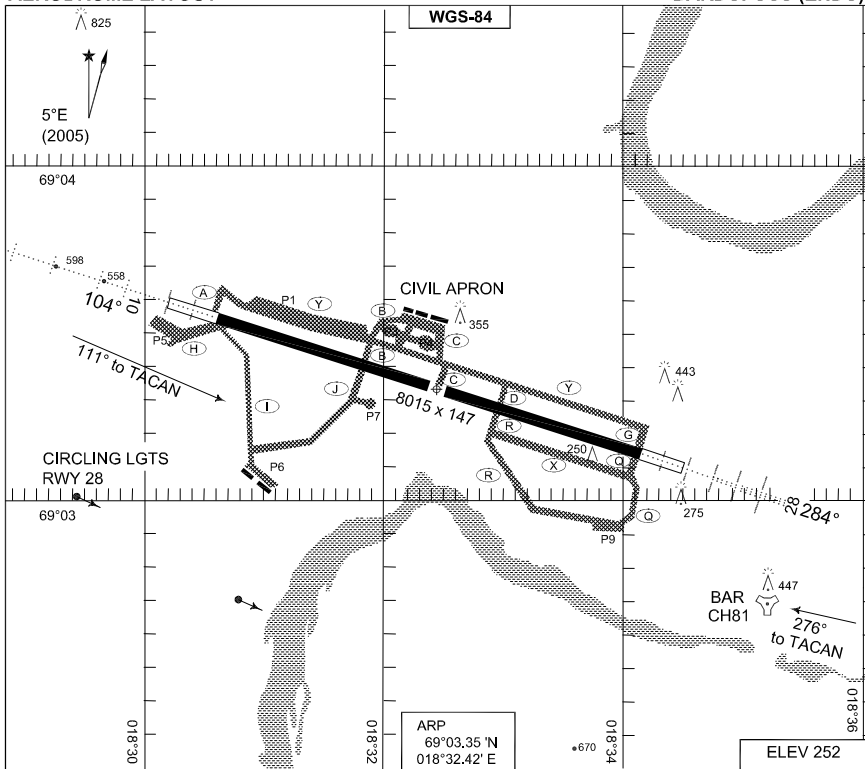 WGS-84
825
5°E
(2005)
69°04
598
558
104°
10
A
P1
Y
B
CIVIL APRON
355
C
P5
H
B
111° to TACAN
C
443
I
J
D
Y
8015 x 147
P7
R
G
250
Q
X
CIRCLING LGTS
RWY 28
P6
R
69°03
275
28
284°
Q
P9
BAR
CH81
447
276°
to TACAN
018°30
018°32
018°34
018°36
ARP
69°03.35 'N
018°32.42' E
670
ELEV 252